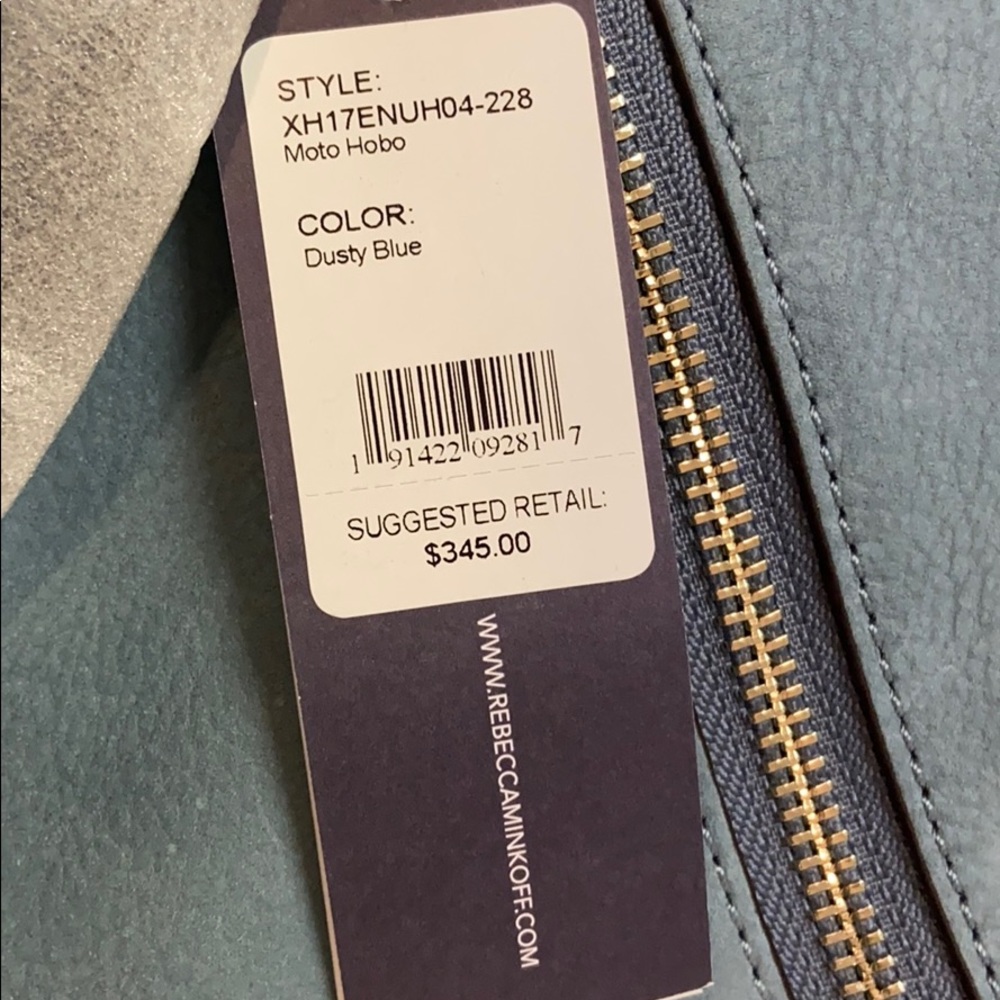 STYLE:
XH17ENUH04-228
Moto Hobo
COLOR:
Dusty Blue
1 91422 09281 7
SUGGESTED RETAIL:
$345.00
WWW.REBECCAMINKOFF.COM